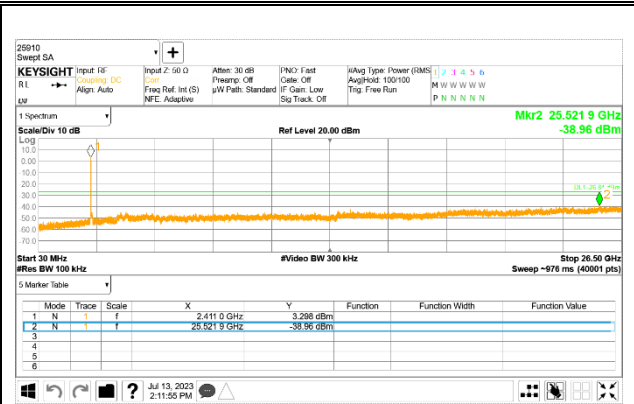 25910
Swept SA
+
KEYSIGHT Input: RF Input Z: 50 Ω Atten: 30 dB PNO: Fast #Avg Type: Power (RMS 1 2 3 4 5 6
R L Coupling: DC Corr Preamp: Off Gate: Off Avg|Hold: 100/100 M W W W W W
Align: Auto Freq Ref: Int (S) µW Path: Standard IF Gain: Low Trig: Free Run
NFE: Adaptive Sig Track: Off P N N N N N
1 Spectrum Mkr2 25.521 9 GHz
Scale/Div 10 dB Ref Level 20.00 dBm -38.96 dBm
Log
10.0
0.00
10.0
20.0
30.0
40.0
50.0
60.0
70.0
1
2
Start 30 MHz #Video BW 300 kHz Stop 26.50 GHz
#Res BW 100 kHz Sweep ~976 ms (40001 pts)
5 Marker Table
Mode Trace Scale X Y Function Function Width Function Value
1 N 1 f 2.411 0 GHz 3.298 dBm
2 N 1 f 25.521 9 GHz -38.96 dBm
3
4
5
6
? Jul 13, 2023
2:11:55 PM